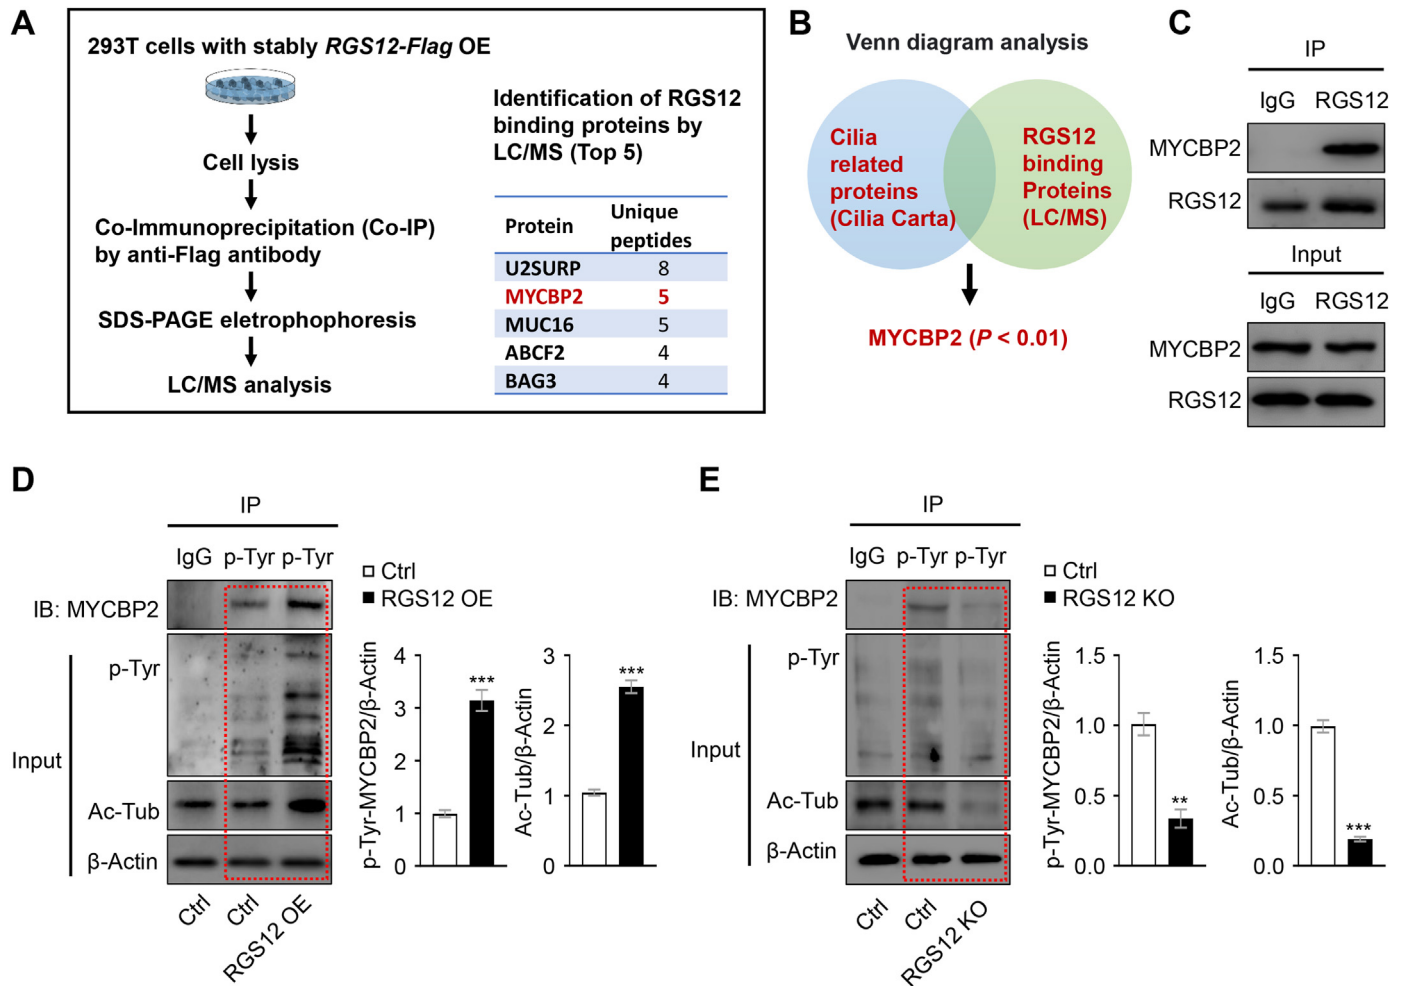 A
293T cells with stably RGS12-Flag OE
Cell lysis
Co-Immunoprecipitation (Co-IP)
by anti-Flag antibody
SDS-PAGE eletrophophoresis
LC/MS analysis
Identification of RGS12
binding proteins by
LC/MS (Top 5)
Protein Unique
peptides
U2SURP 8
MYCBP2 5
MUC16 5
ABCF2 4
BAG3 4
B
Venn diagram analysis
Cilia
related
proteins
(Cilia Carta)
RGS12
binding
Proteins
(LC/MS)
MYCBP2 (P < 0.01)
C
IP
IgG RGS12
MYCBP2
RGS12
Input
IgG RGS12
MYCBP2
RGS12
D
IP
IgG p-Tyr p-Tyr
IB: MYCBP2
p-Tyr
Input
Ac-Tub
β-Actin
Ctrl Ctrl RGS12 OE
Ctrl
RGS12 OE
p-Tyr-MYCBP2/β-Actin
4
3
2
1
0
***
Ac-Tub/β-Actin
3
2
1
0
***
E
IP
IgG p-Tyr p-Tyr
IB: MYCBP2
p-Tyr
Input
Ac-Tub
β-Actin
Ctrl Ctrl RGS12 KO
Ctrl
RGS12 KO
p-Tyr-MYCBP2/β-Actin
1.5
1.0
0.5
0.0
**
Ac-Tub/β-Actin
1.5
1.0
0.5
0.0
***